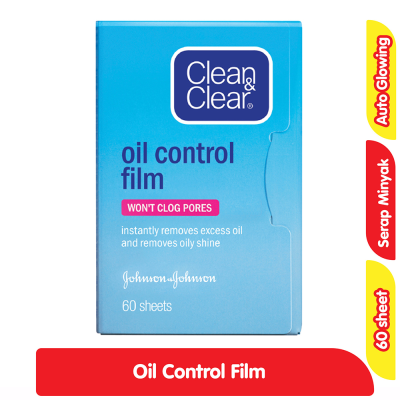 Clean &
Clear®
oil control
film
WON'T CLOG PORES
instantly removes excess oil
and removes oily shine
Johnson & Johnson
60 sheets
Auto Glowing
Serap Minyak
60 sheet
Oil Control Film